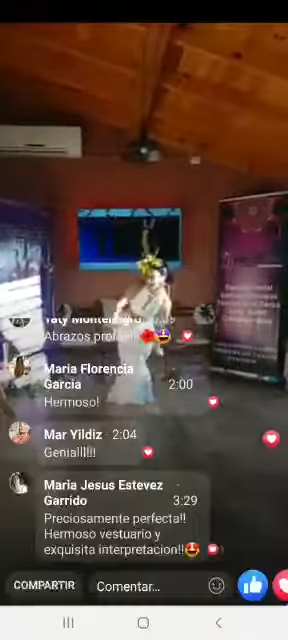 Abrazos profe!!
Maria Florencia
Garcia
2:00
Hermoso!
Mar Yildiz · 2:04
Genial!!!!!
Maria Jesus Estevez ·
Garrido
3:29
Preciosamente perfecta!!
Hermoso vestuario y
exquisita interpretacion!!
COMPARTIR
Comentar...